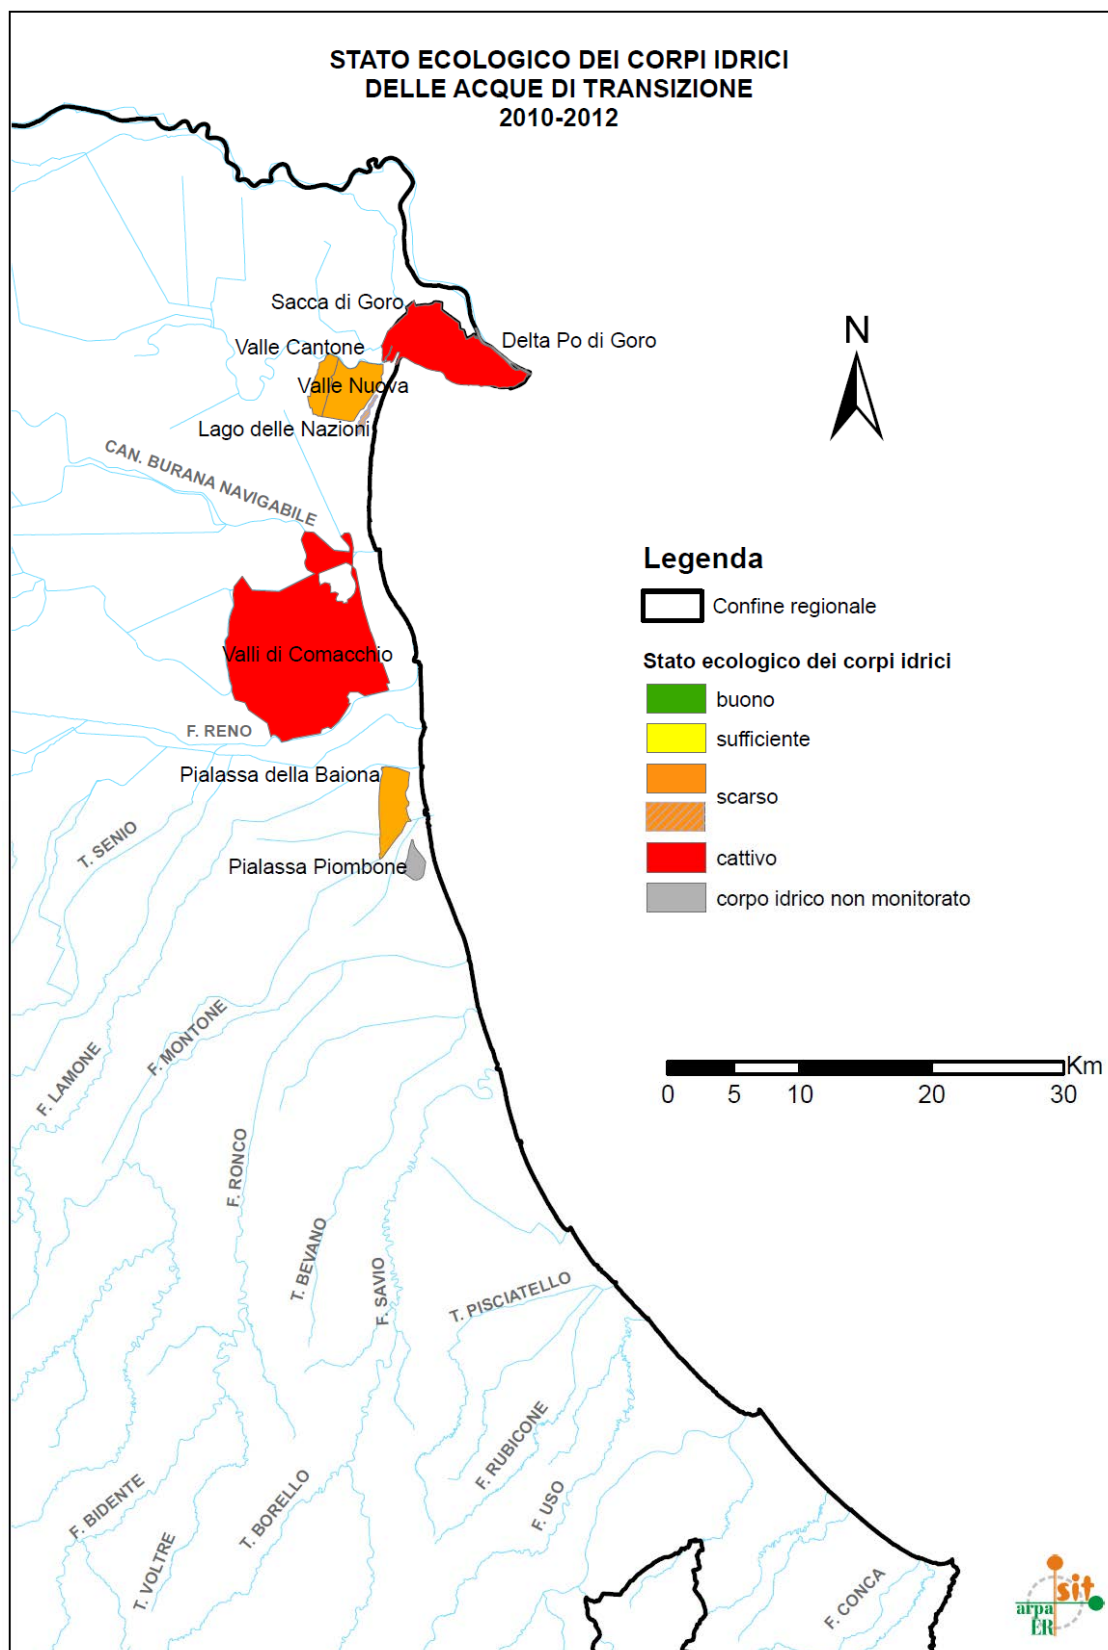 STATO ECOLOGICO DEI CORPI IDRICI
DELLE ACQUE DI TRANSIZIONE
2010-2012
Sacca di Goro
Delta Po di Goro
Valle Cantone
Valle Nuova
Lago delle Nazioni
CAN. BURANA NAVIGABILE
Valli di Comacchio
F. RENO
Pialassa della Baiona
T. SENIO
Pialassa Piombone
F. LAMONE
F. MONTONE
F. RONCO
T. BEVANO
F. SAVIO
T. PISCIATELLO
F. RUBICONE
F. USO
F. BIDENTE
T. VOLTRE
T. BORELLO
F. CONCA
N
Legenda
Confine regionale
Stato ecologico dei corpi idrici
buono
sufficiente
scarso
cattivo
corpo idrico non monitorato
Km
0 5 10 20 30
sit
arpa
ER